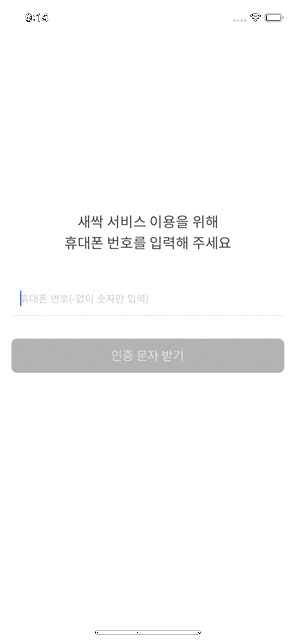 9:14
새싹 서비스 이용을 위해
휴대폰 번호를 입력해 주세요
휴대폰 번호(-없이 숫자만 입력)
인증 문자 받기